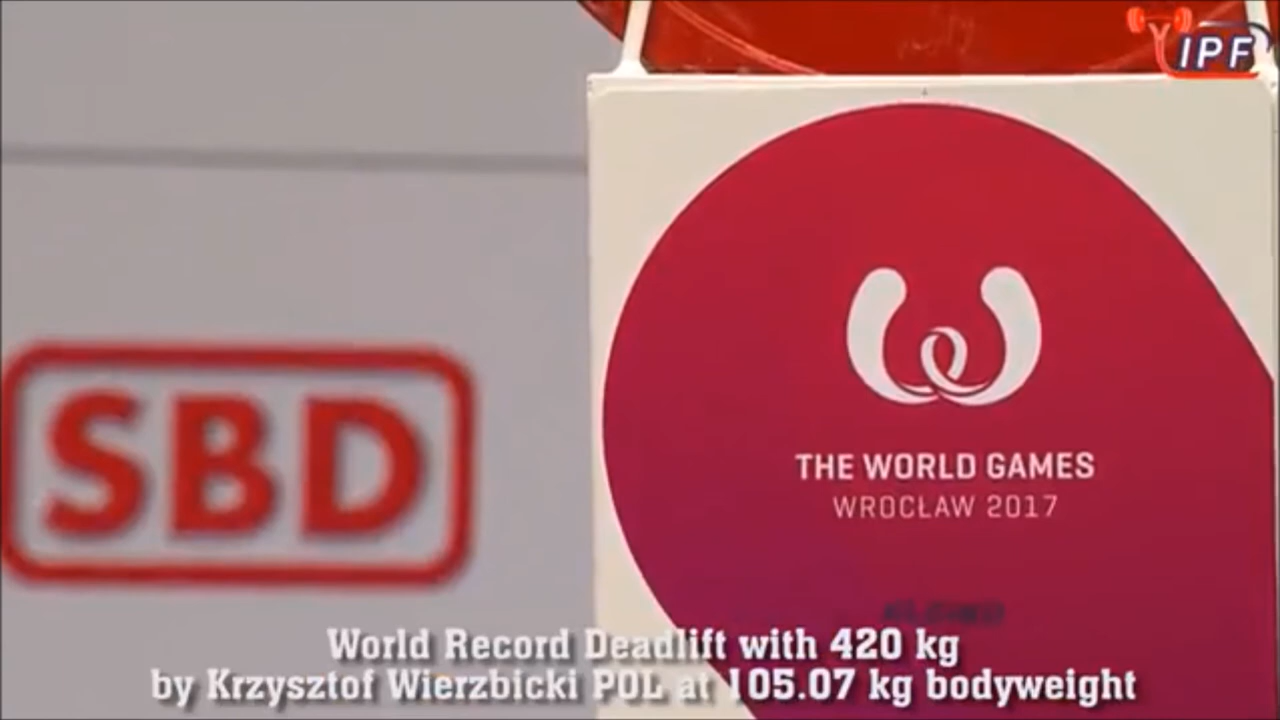 IPF
SBD
THE WORLD GAMES
WROCŁAW 2017
World Record Deadlift with 420 kg
by Krzysztof Wierzbicki POL at 105.07 kg bodyweight